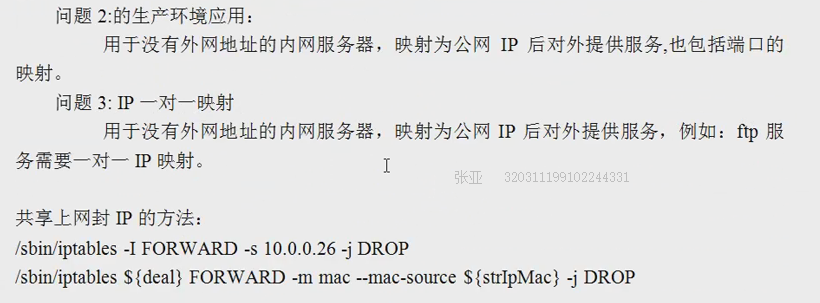 问题 2:的生产环境应用：
用于没有外网地址的内网服务器，映射为公网 IP 后对外提供服务,也包括端口的
映射。
问题 3: IP 一对一映射
用于没有外网地址的内网服务器，映射为公网 IP 后对外提供服务，例如：ftp 服
务需要一对一 IP 映射。
张亚 320311199102244331
共享上网封 IP 的方法：
/sbin/iptables -I FORWARD -s 10.0.0.26 -j DROP
/sbin/iptables ${deal} FORWARD -m mac --mac-source ${strIpMac} -j DROP